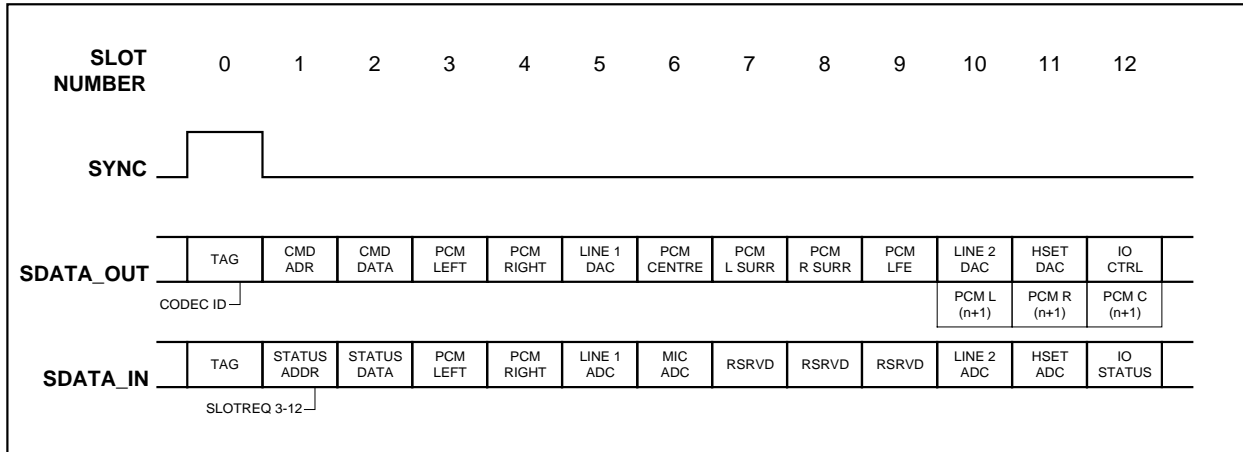 SLOT
NUMBER
0 1 2 3 4 5 6 7 8 9 10 11 12
SYNC
SDATA_OUT
TAG
CMD
ADR
CMD
DATA
PCM
LEFT
PCM
RIGHT
LINE 1
DAC
PCM
CENTRE
PCM
L SURR
PCM
R SURR
PCM
LFE
LINE 2
DAC
HSET
DAC
IO
CTRL
CODEC ID
PCM L
(n+1)
PCM R
(n+1)
PCM C
(n+1)
SDATA_IN
TAG
STATUS
ADDR
STATUS
DATA
PCM
LEFT
PCM
RIGHT
LINE 1
ADC
MIC
ADC
RSRVD
RSRVD
RSRVD
LINE 2
ADC
HSET
ADC
IO
STATUS
SLOTREQ 3-12